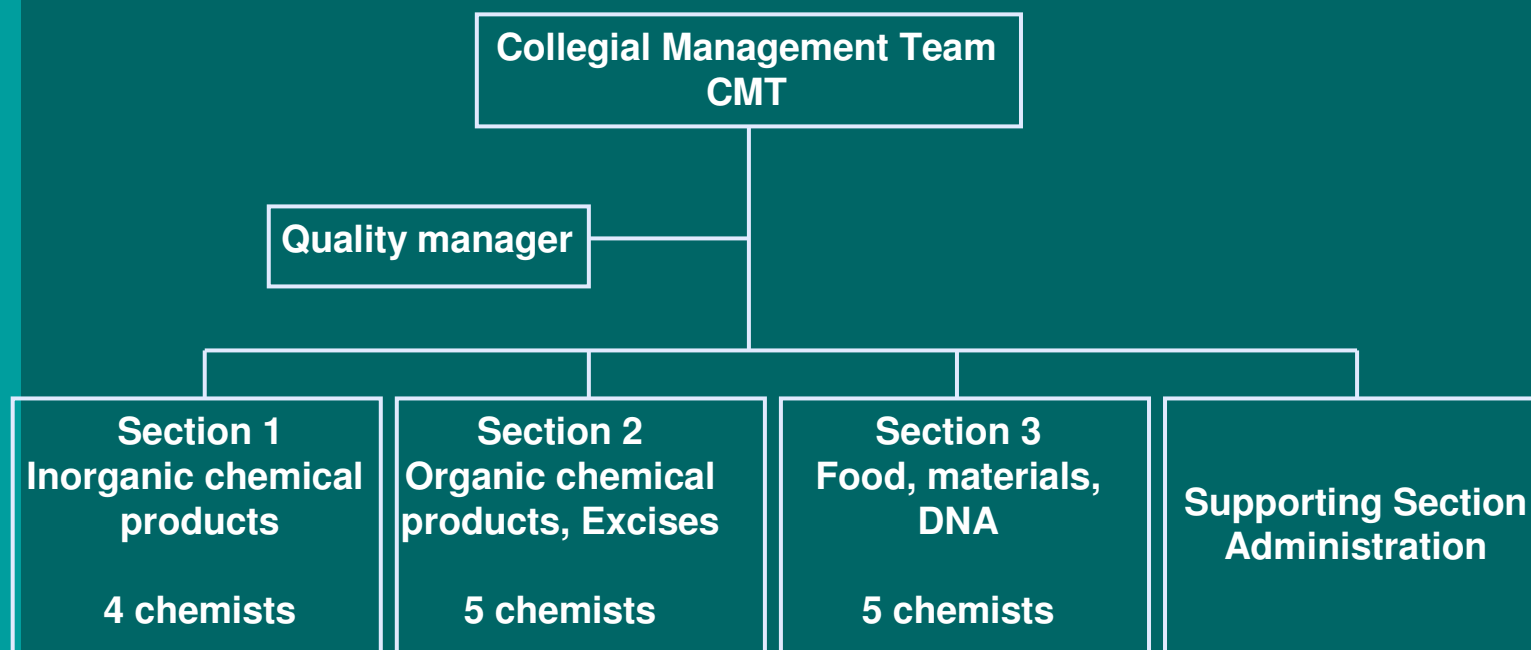 Collegial Management Team
CMT
Quality manager
Section 1
Inorganic chemical
products
4 chemists
Section 2
Organic chemical
products, Excises
5 chemists
Section 3
Food, materials,
DNA
5 chemists
Supporting Section
Administration